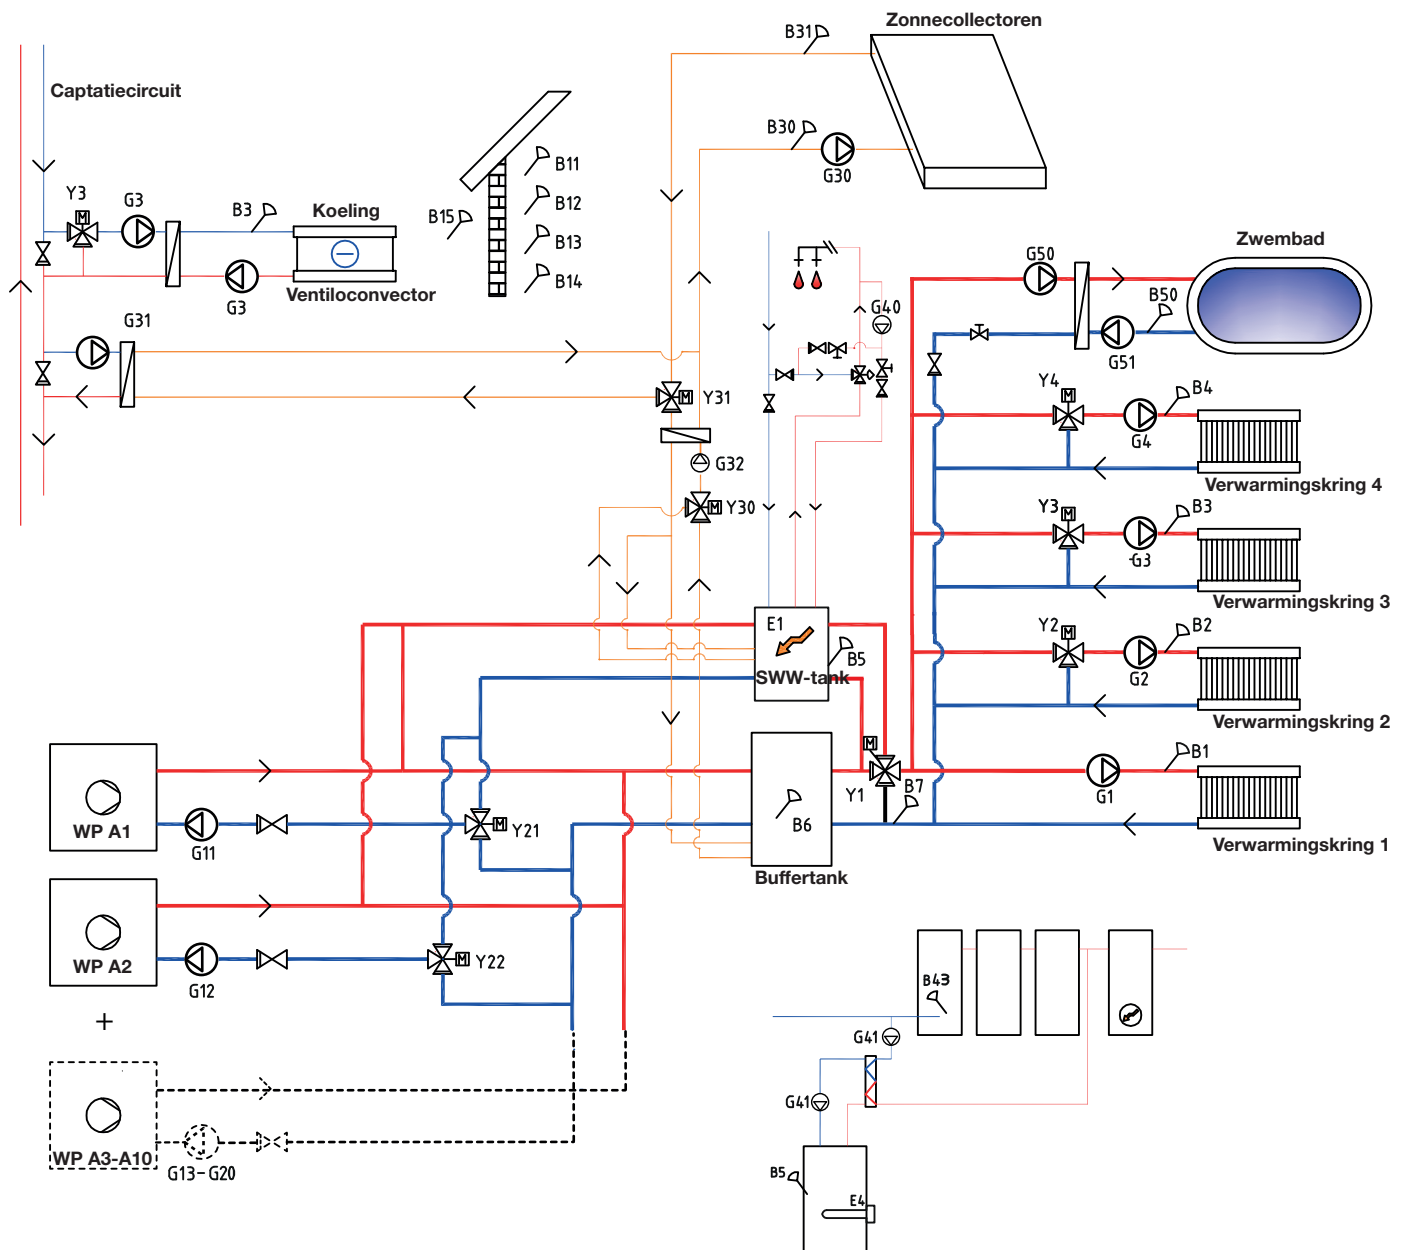 Zonnecollectoren
B31
Captatiecircuit
B30
G30
B11
Y3
G3
B3
Koeling
B15
B12
B13
B14
Zwembad
G50
B50
G51
Ventiloconvector
G3
G31
G40
Y31
Y4
B4
G4
Verwarmingskring 4
G32
Y30
Y3
B3
G3
Verwarmingskring 3
E1
B5
SWW-tank
Y2
B2
G2
Verwarmingskring 2
M
Y1
B7
G1
B1
Verwarmingskring 1
WP A1
G11
Y21
B6
Buffertank
WP A2
G12
Y22
+
B43
G41
G41
WP A3-A10
G13-G20
B5
E4